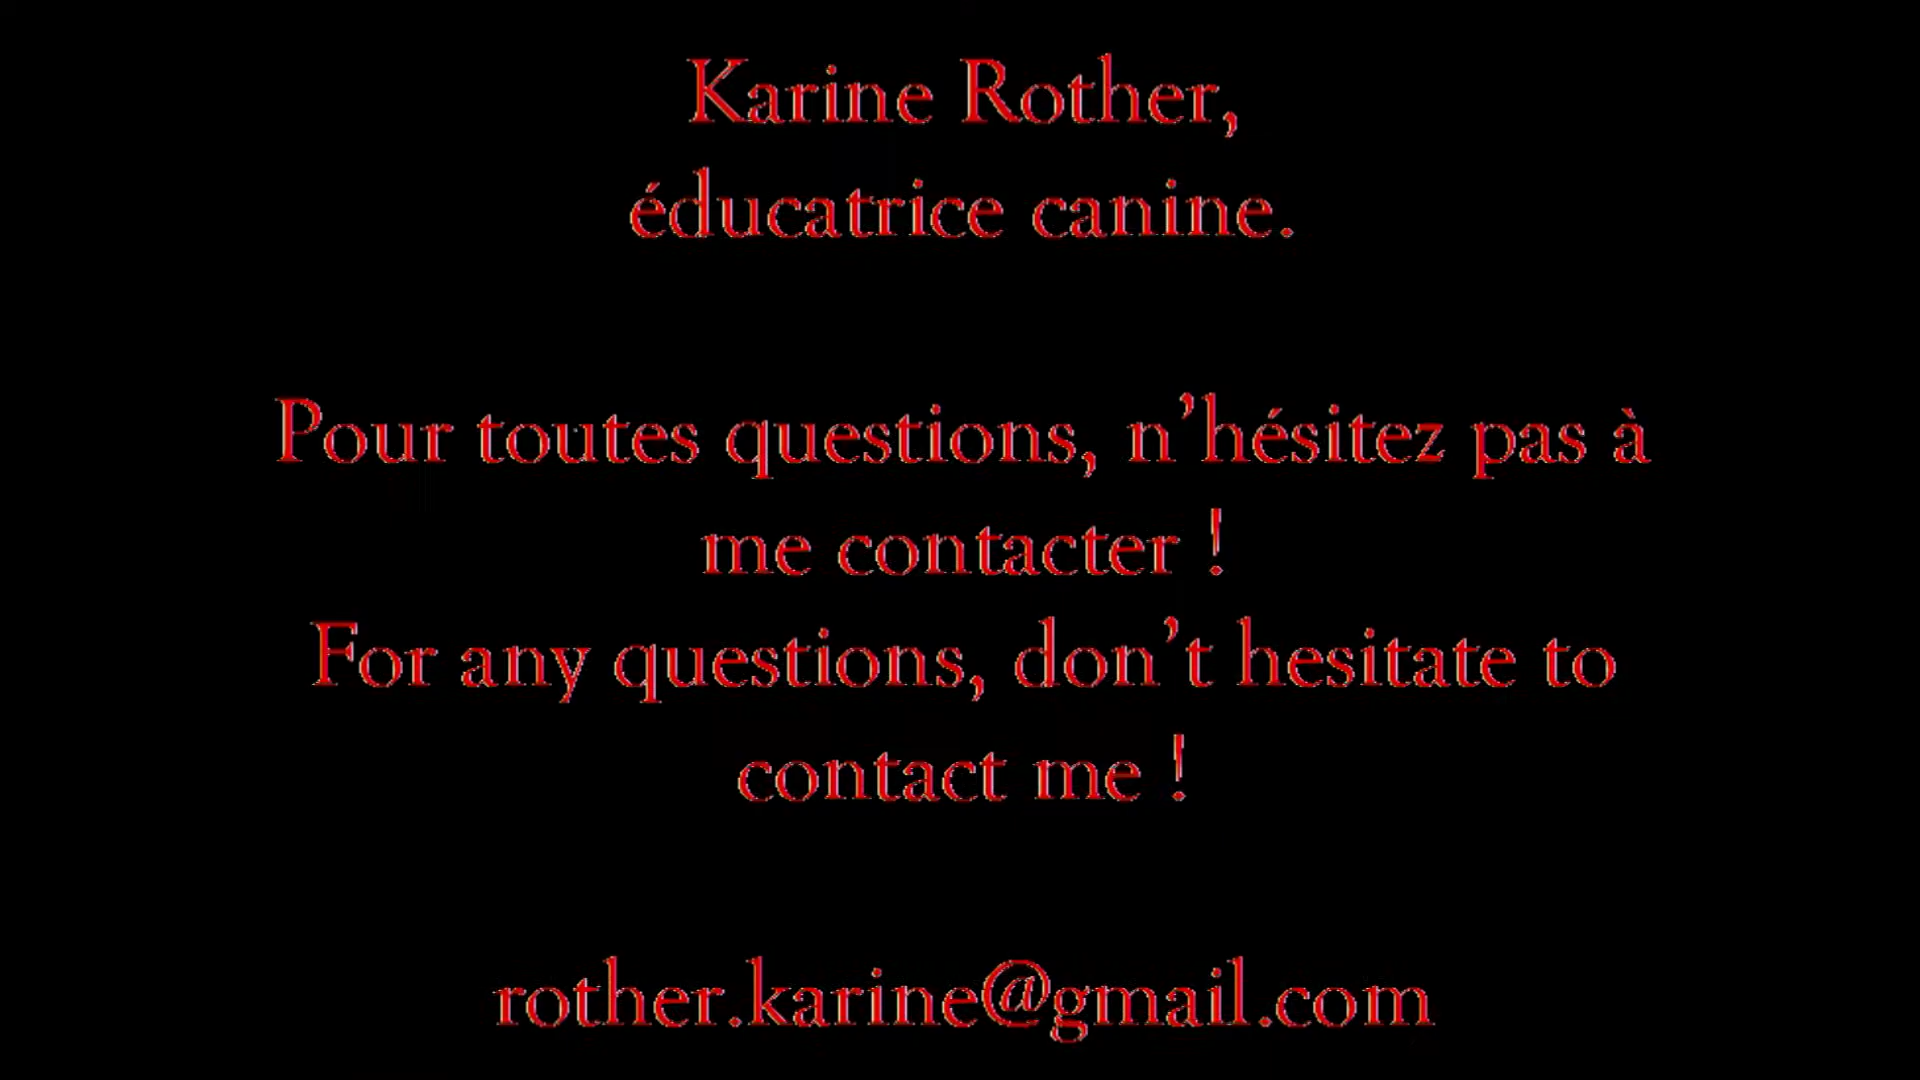 Karine Rother,
éducatrice canine.
Pour toutes questions, n’hésitez pas à
me contacter !
For any questions, don’t hesitate to
contact me !
rother.karine@gmail.com